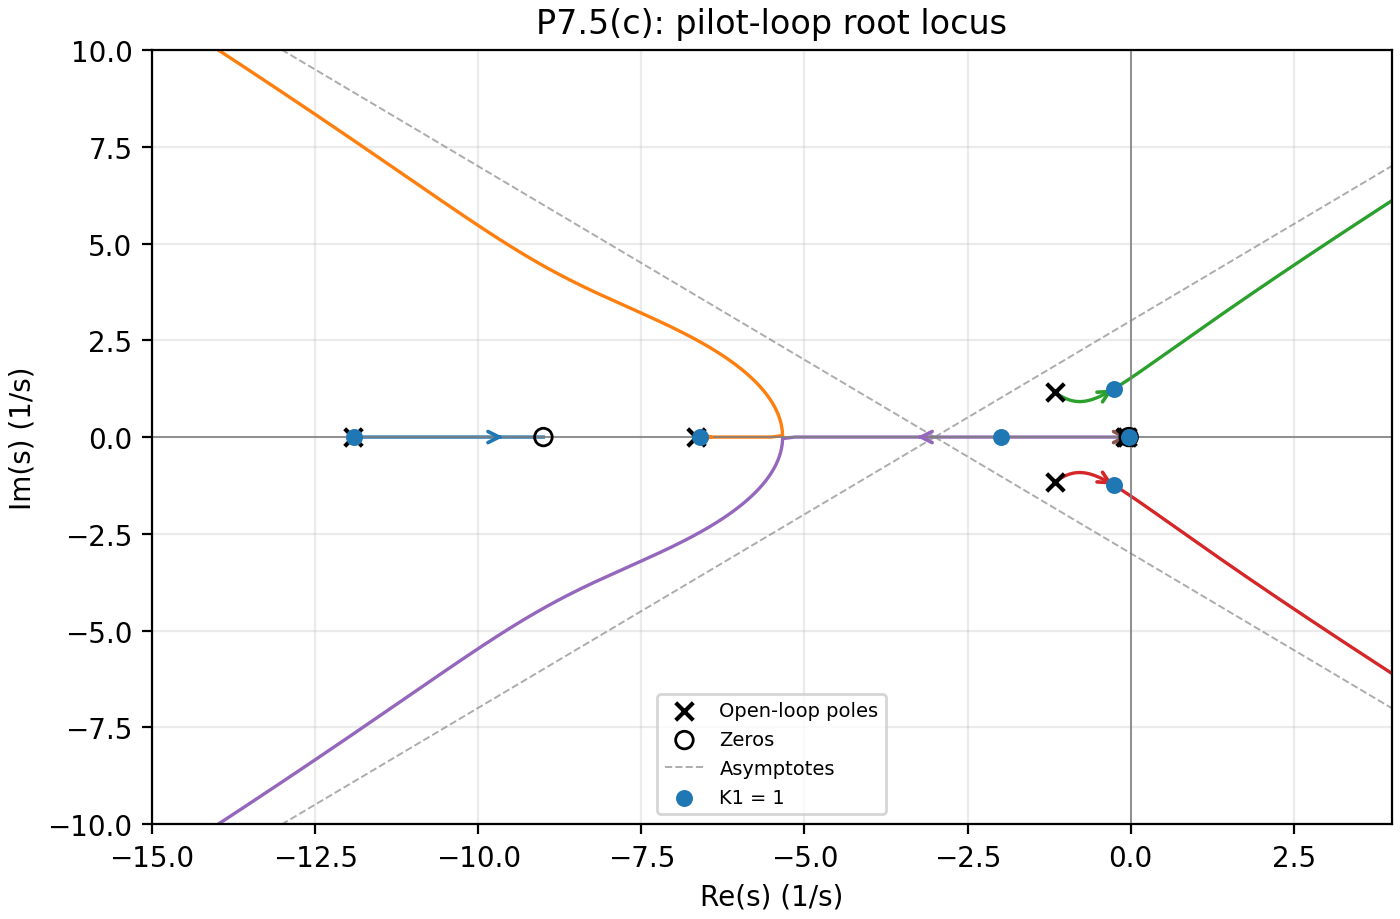 P7.5(c): pilot-loop root locus
10.0
7.5
5.0
2.5
0.0
−2.5
−5.0
−7.5
−10.0
Im(s) (1/s)
Open-loop poles
Zeros
Asymptotes
K1 = 1
−15.0 −12.5 −10.0 −7.5 −5.0 −2.5 0.0 2.5
Re(s) (1/s)